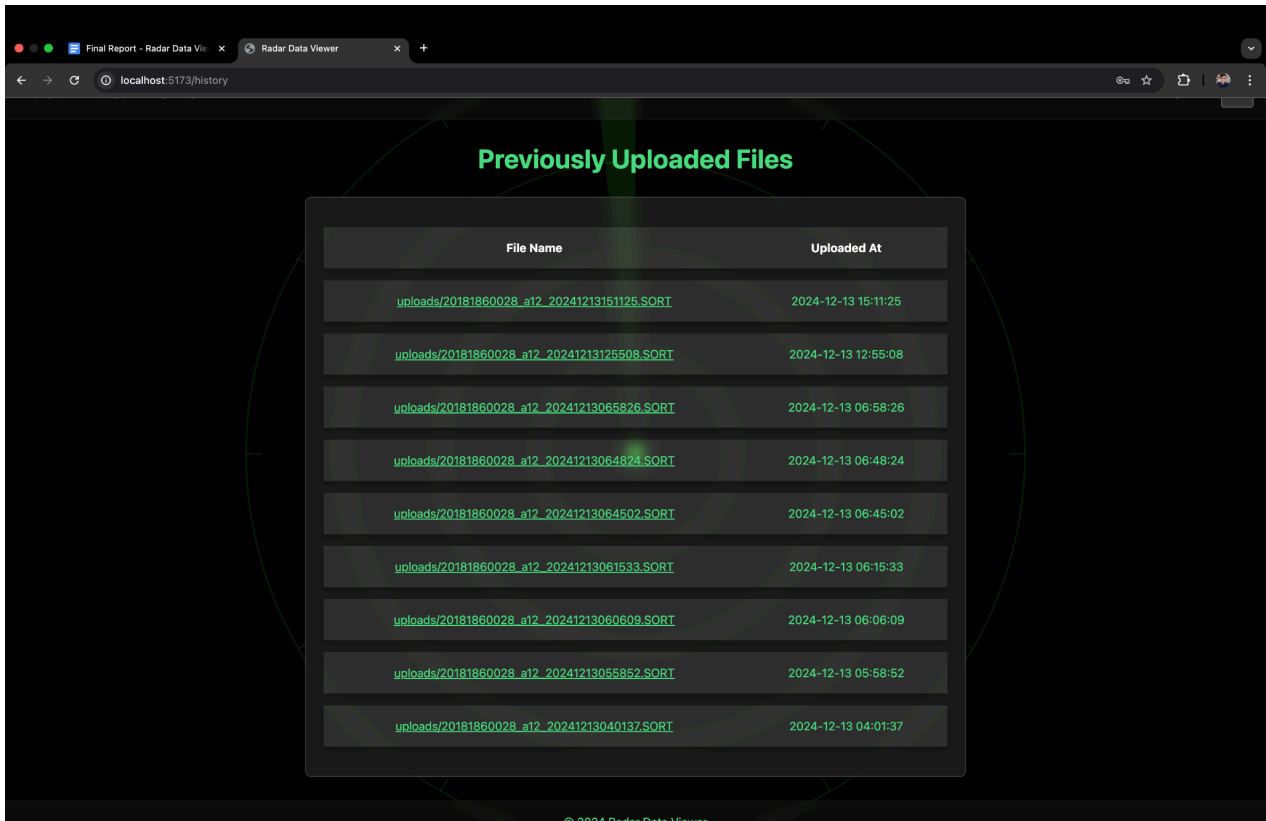 Final Report - Radar Data Vie
Radar Data Viewer
localhost:5173/history
Previously Uploaded Files
File Name Uploaded At
uploads/20181860028_a12_20241213151125.SORT 2024-12-13 15:11:25
uploads/20181860028_a12_20241213125508.SORT 2024-12-13 12:55:08
uploads/20181860028_a12_20241213065826.SORT 2024-12-13 06:58:26
uploads/20181860028_a12_20241213064824.SORT 2024-12-13 06:48:24
uploads/20181860028_a12_20241213064502.SORT 2024-12-13 06:45:02
uploads/20181860028_a12_20241213061533.SORT 2024-12-13 06:15:33
uploads/20181860028_a12_20241213060609.SORT 2024-12-13 06:06:09
uploads/20181860028_a12_20241213055852.SORT 2024-12-13 05:58:52
uploads/20181860028_a12_20241213040137.SORT 2024-12-13 04:01:37
© 2024 Radar Data Viewer